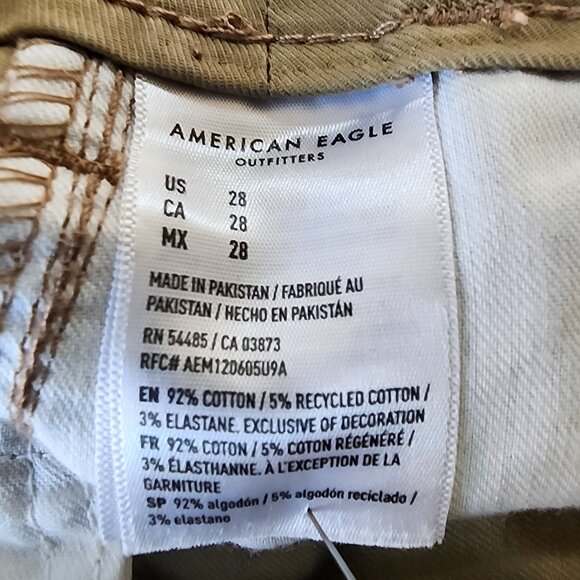 AMERICAN EAGLE
OUTFITTERS
US 28
CA 28
MX 28
MADE IN PAKISTAN / FABRIQUÉ AU
PAKISTAN / HECHO EN PAKISTÁN
RN 54485 / CA 03873
RFC# AEM120605U9A
EN 92% COTTON / 5% RECYCLED COTTON /
3% ELASTANE. EXCLUSIVE OF DECORATION
FR 92% COTON / 5% COTON RÉGÉNÉRÉ /
3% ÉLASTHANNE. À L'EXCEPTION DE LA
GARNITURE
SP 92% algodón / 5% algodón reciclado /
3% elastano